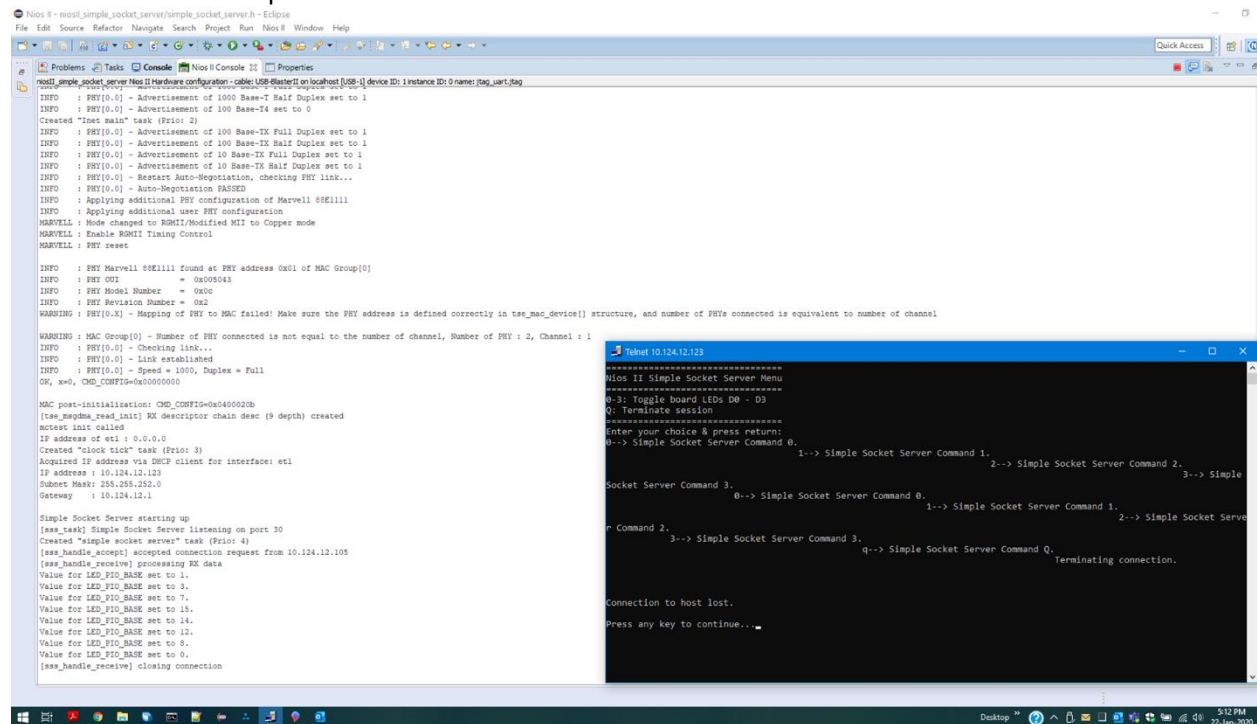 Nios II - niosII_simple_socket_server/simple_socket_server.h - Eclipse
File Edit Source Refactor Navigate Search Project Run Nios II Window Help
Quick Access
Problems Tasks Console Nios II Console Properties
niosII_simple_socket_server Nios II Hardware configuration - cable: USB-BlasterII on localhost [USB-1] device ID: 1 instance ID: 0 name: jtag_uart.jtag
INFO : PHY[0.0] - Advertisement of 1000 Base-T Full Duplex set to 1
INFO : PHY[0.0] - Advertisement of 1000 Base-T Half Duplex set to 1
INFO : PHY[0.0] - Advertisement of 100 Base-T4 set to 0
Created "Inet main" task (Prio: 2)
INFO : PHY[0.0] - Advertisement of 100 Base-TX Full Duplex set to 1
INFO : PHY[0.0] - Advertisement of 100 Base-TX Half Duplex set to 1
INFO : PHY[0.0] - Advertisement of 10 Base-TX Full Duplex set to 1
INFO : PHY[0.0] - Advertisement of 10 Base-TX Half Duplex set to 1
INFO : PHY[0.0] - Restart Auto-Negotiation, checking PHY link...
INFO : PHY[0.0] - Auto-Negotiation PASSED
INFO : Applying additional PHY configuration of Marvell 88E1111
INFO : Applying additional user PHY configuration
MARVELL : Mode changed to RGMII/Modified MII to Copper mode
MARVELL : Enable RGMII Timing Control
MARVELL : PHY reset
INFO : PHY Marvell 88E1111 found at PHY address 0x01 of MAC Group[0]
INFO : PHY OUI = 0x005043
INFO : PHY Model Number = 0x0c
INFO : PHY Revision Number = 0x2
WARNING : PHY[0.X] - Mapping of PHY to MAC failed! Make sure the PHY address is defined correctly in tse_mac_device[] structure, and number of PHYs connected is equivalent to number of channel
WARNING : MAC Group[0] - Number of PHY connected is not equal to the number of channel, Number of PHY : 2, Channel : 1
INFO : PHY[0.0] - Checking link...
INFO : PHY[0.0] - Link established
INFO : PHY[0.0] - Speed = 1000, Duplex = Full
OK, x=0, CMD_CONFIG=0x00000000
MAC post-initialization: CMD_CONFIG=0x0400020b
[tse_msgdma_read_init] RX descriptor chain desc (9 depth) created
mctest init called
IP address of et1 : 0.0.0.0
Created "clock tick" task (Prio: 3)
Acquired IP address via DHCP client for interface: et1
IP address : 10.124.12.123
Subnet Mask: 255.255.252.0
Gateway : 10.124.12.1
Simple Socket Server starting up
[sss_task] Simple Socket Server listening on port 30
Created "simple socket server" task (Prio: 4)
[sss_handle_accept] accepted connection request from 10.124.12.105
[sss_handle_receive] processing RX data
Value for LED_PIO_BASE set to 1.
Value for LED_PIO_BASE set to 3.
Value for LED_PIO_BASE set to 7.
Value for LED_PIO_BASE set to 15.
Value for LED_PIO_BASE set to 14.
Value for LED_PIO_BASE set to 12.
Value for LED_PIO_BASE set to 8.
Value for LED_PIO_BASE set to 0.
[sss_handle_receive] closing connection
Telnet 10.124.12.123
=================================
Nios II Simple Socket Server Menu
=================================
0-3: Toggle board LEDs D0 - D3
Q: Terminate session
=================================
Enter your choice & press return:
0--> Simple Socket Server Command 0.
1--> Simple Socket Server Command 1.
2--> Simple Socket Server Command 2.
3--> Simple
Socket Server Command 3.
0--> Simple Socket Server Command 0.
1--> Simple Socket Server Command 1.
2--> Simple Socket Serve
r Command 2.
3--> Simple Socket Server Command 3.
q--> Simple Socket Server Command Q.
Terminating connection.
Connection to host lost.
Press any key to continue...
Desktop
5:12 PM
22-Jan-2020